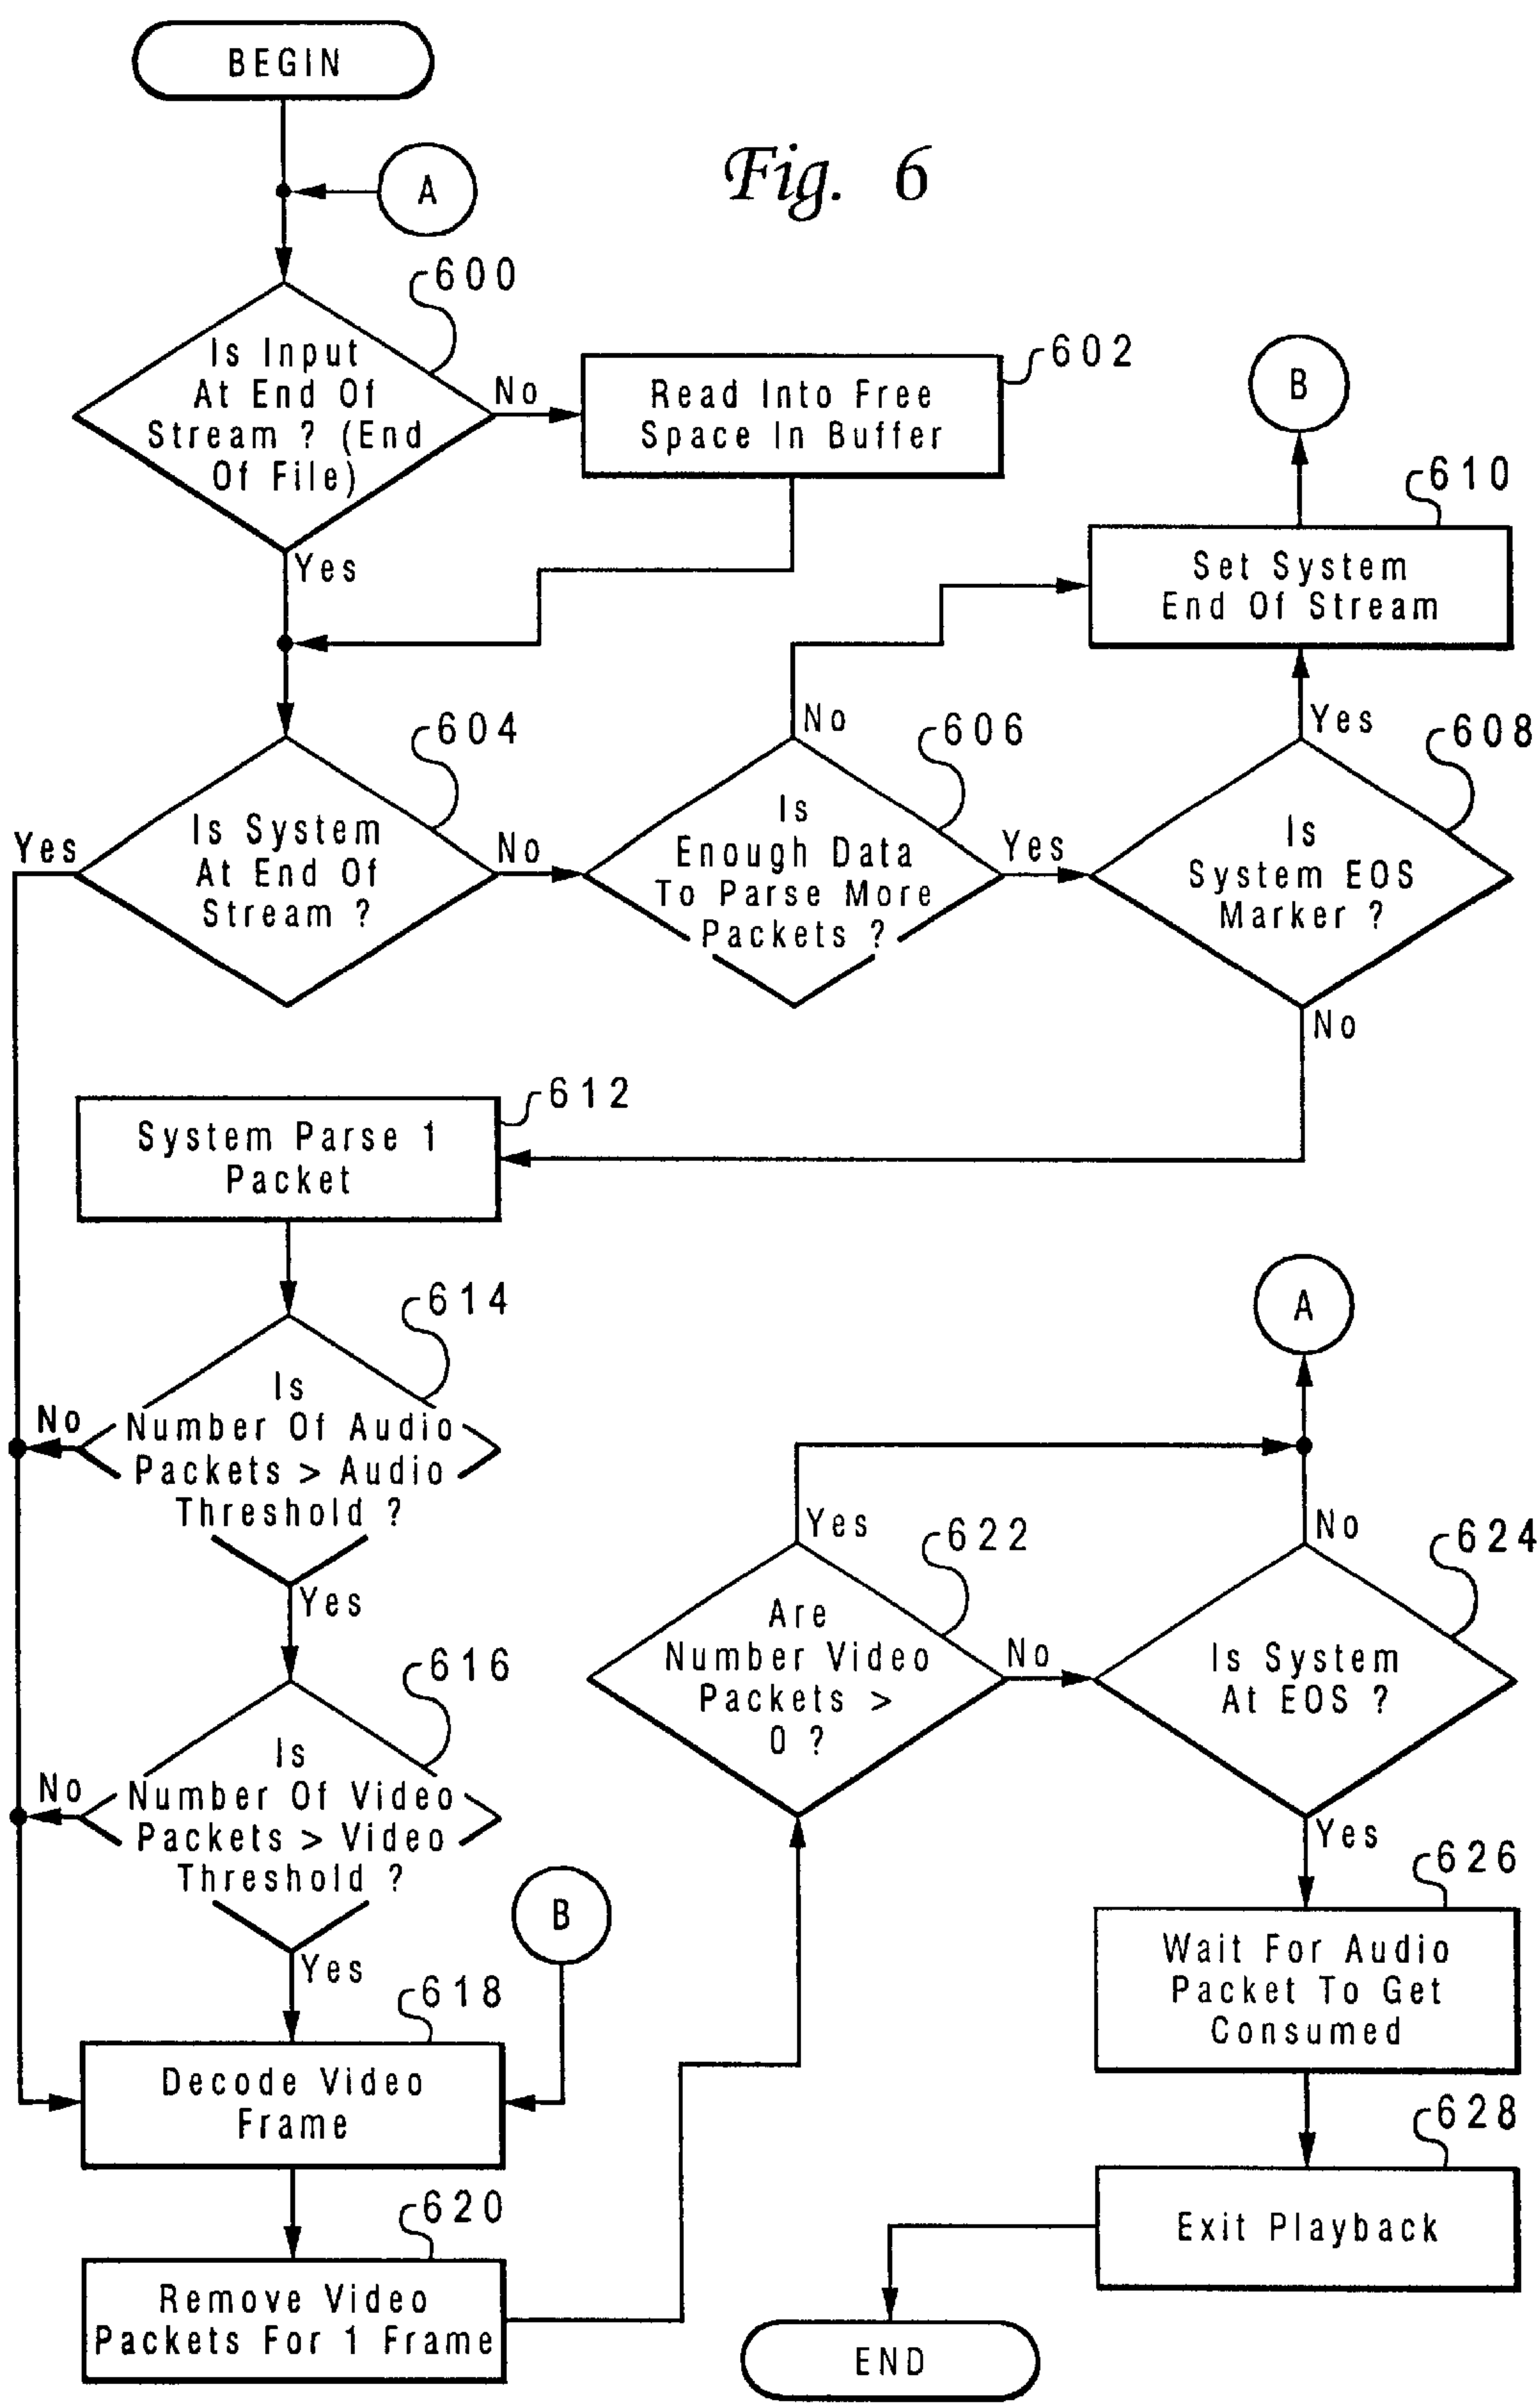 BEGIN
A
Fig. 6
600
Is Input
At End Of
Stream ? (End
Of File)
No
Yes
602
Read Into Free
Space In Buffer
B
610
Set System
End Of Stream
604
Is System
At End Of
Stream ?
Yes
No
606
No
Is
Enough Data
To Parse More
Packets ?
Yes
608
Yes
Is
System EOS
Marker ?
No
612
System Parse 1
Packet
614
Is
Number Of Audio
Packets > Audio
Threshold ?
No
Yes
616
Is
Number Of Video
Packets > Video
Threshold ?
No
Yes
B
618
Decode Video
Frame
620
Remove Video
Packets For 1 Frame
A
622
Yes
Are
Number Video
Packets >
0 ?
No
624
No
Is System
At EOS ?
Yes
626
Wait For Audio
Packet To Get
Consumed
628
Exit Playback
END